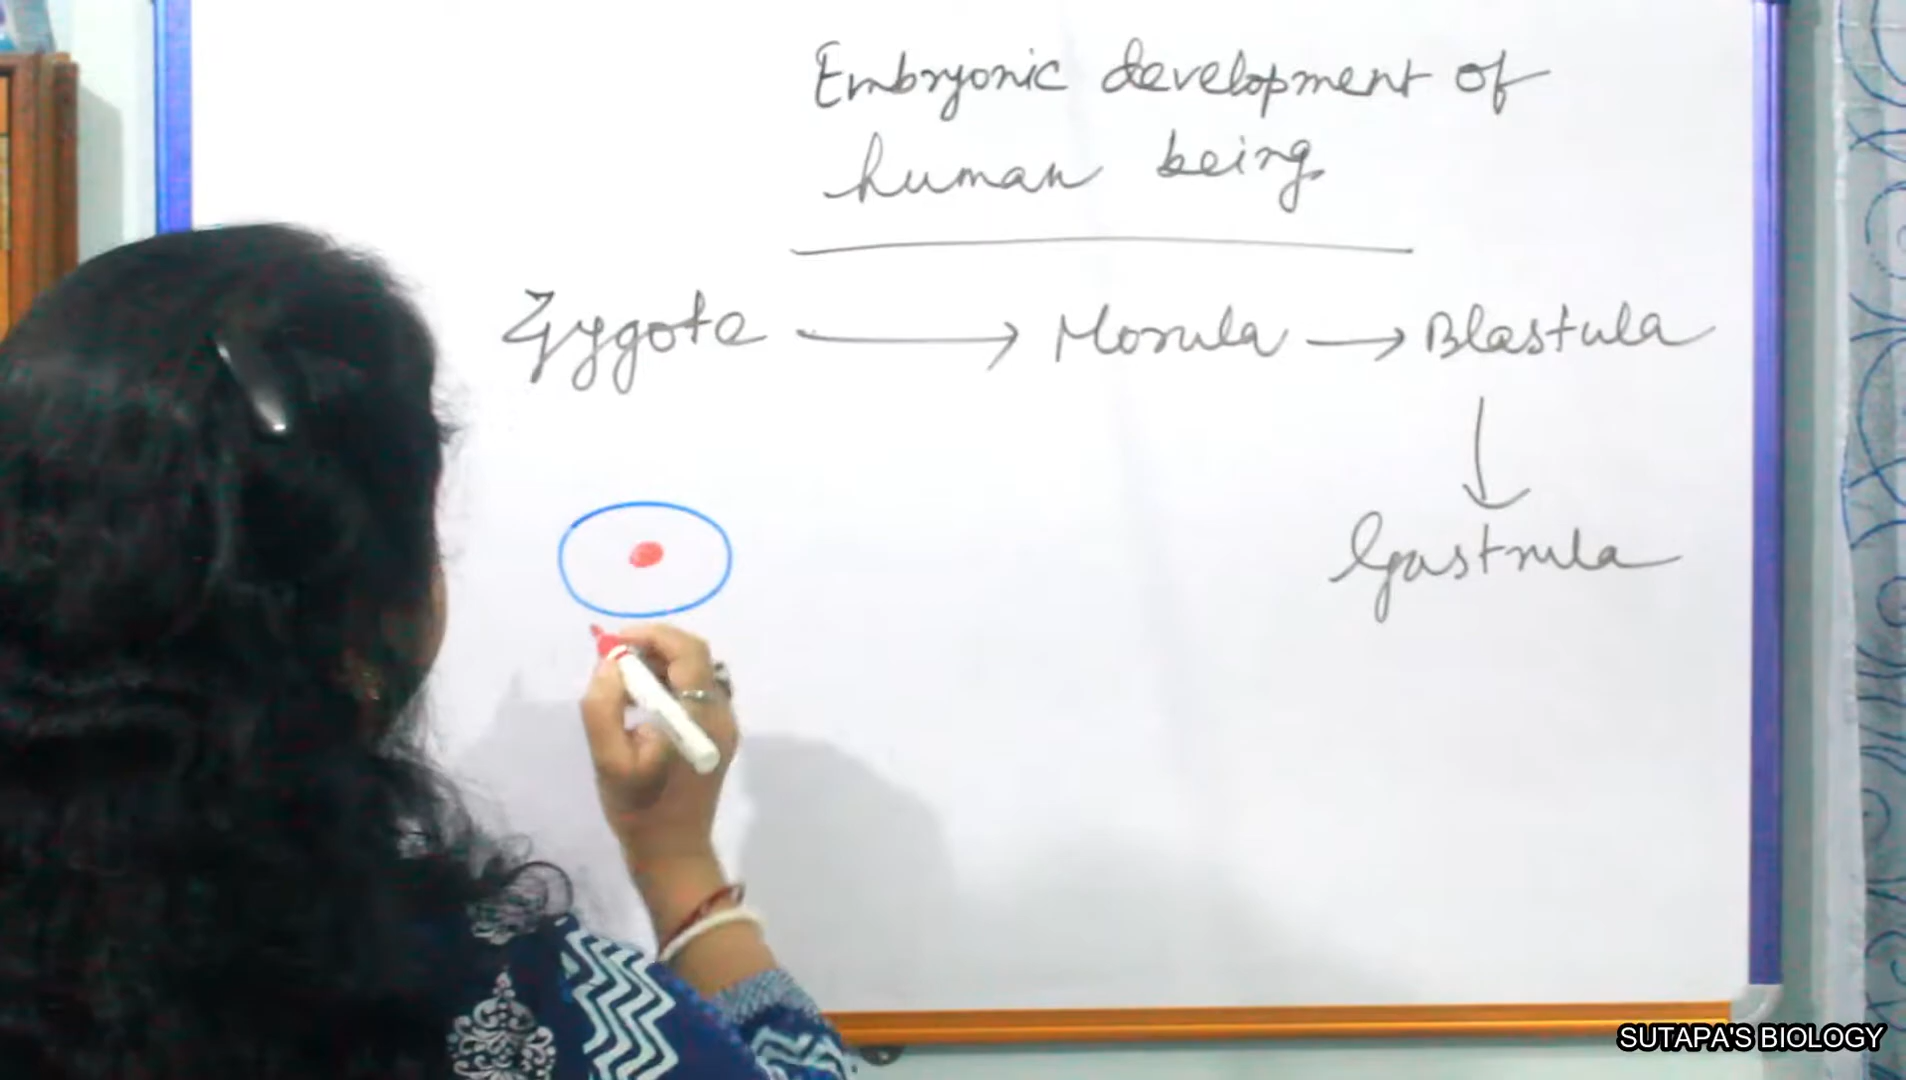 Embryonic development of
human being
Zygote → Morula → Blastula
↓
Gastrula
SUTAPA'S BIOLOGY